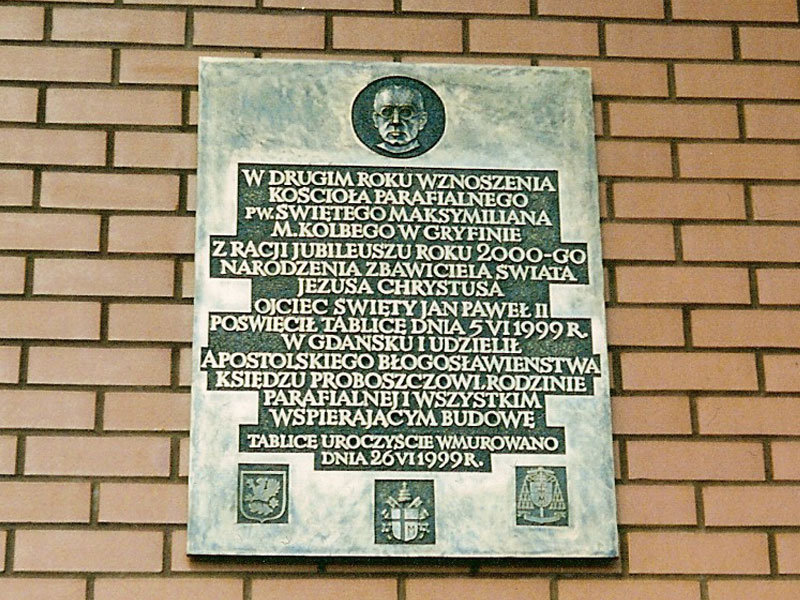 W DRUGIM ROKU WZNOSZENIA
KOŚCIOŁA PARAFIALNEGO
PW. ŚWIĘTEGO MAKSYMILIANA
M. KOLBEGO W GRYFINIE
Z RACJI JUBILEUSZU ROKU 2000-GO
NARODZENIA ZBAWICIELA ŚWIATA
JEZUSA CHRYSTUSA
OJCIEC ŚWIĘTY JAN PAWEŁ II
POŚWIĘCIŁ TABLICĘ DNIA 5 VI 1999 R.
W GDAŃSKU I UDZIELIŁ
APOSTOLSKIEGO BŁOGOSŁAWIEŃSTWA
KSIĘDZU PROBOSZCZOWI, RODZINIE
PARAFIALNEJ I WSZYSTKIM
WSPIERAJĄCYM BUDOWĘ
TABLICĘ UROCZYŚCIE WMUROWANO
DNIA 26 VI 1999 R.